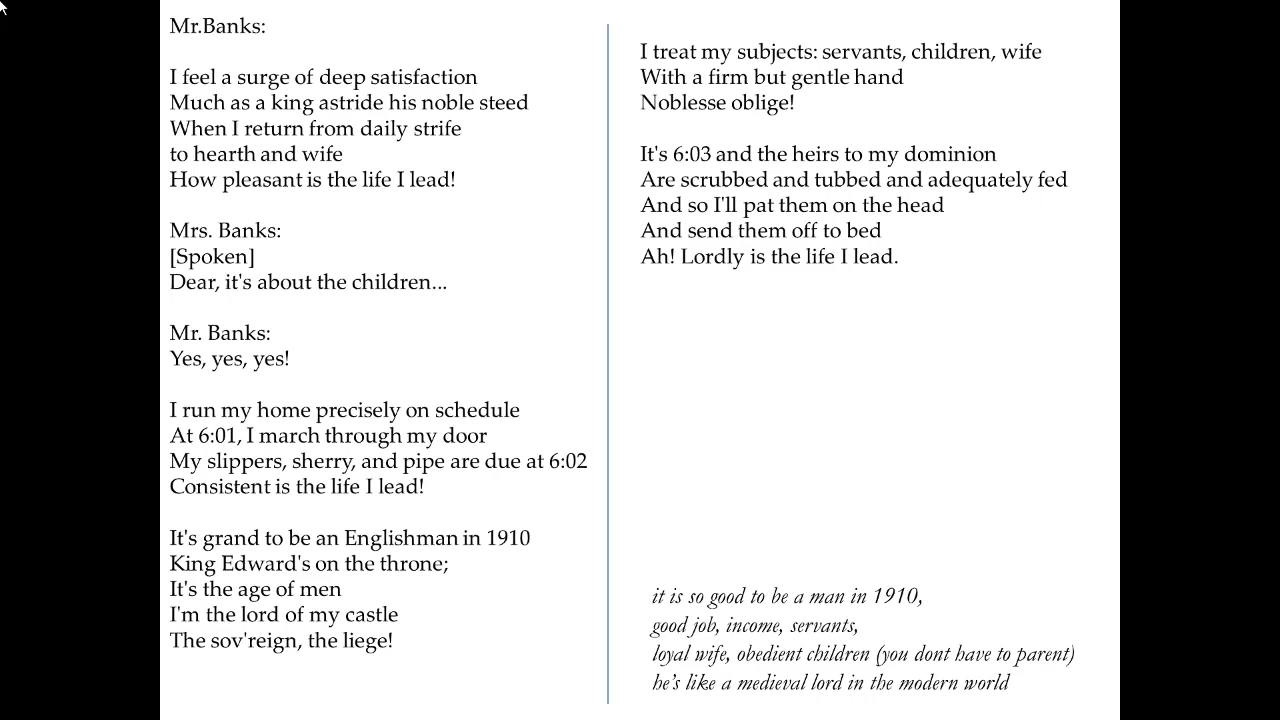 Mr.Banks:
I feel a surge of deep satisfaction
Much as a king astride his noble steed
When I return from daily strife
to hearth and wife
How pleasant is the life I lead!
Mrs. Banks:
[Spoken]
Dear, it's about the children...
Mr. Banks:
Yes, yes, yes!
I run my home precisely on schedule
At 6:01, I march through my door
My slippers, sherry, and pipe are due at 6:02
Consistent is the life I lead!
It's grand to be an Englishman in 1910
King Edward's on the throne;
It's the age of men
I'm the lord of my castle
The sov'reign, the liege!
I treat my subjects: servants, children, wife
With a firm but gentle hand
Noblesse oblige!
It's 6:03 and the heirs to my dominion
Are scrubbed and tubbed and adequately fed
And so I'll pat them on the head
And send them off to bed
Ah! Lordly is the life I lead.
it is so good to be a man in 1910,
good job, income, servants,
loyal wife, obedient children (you dont have to parent)
he's like a medieval lord in the modern world